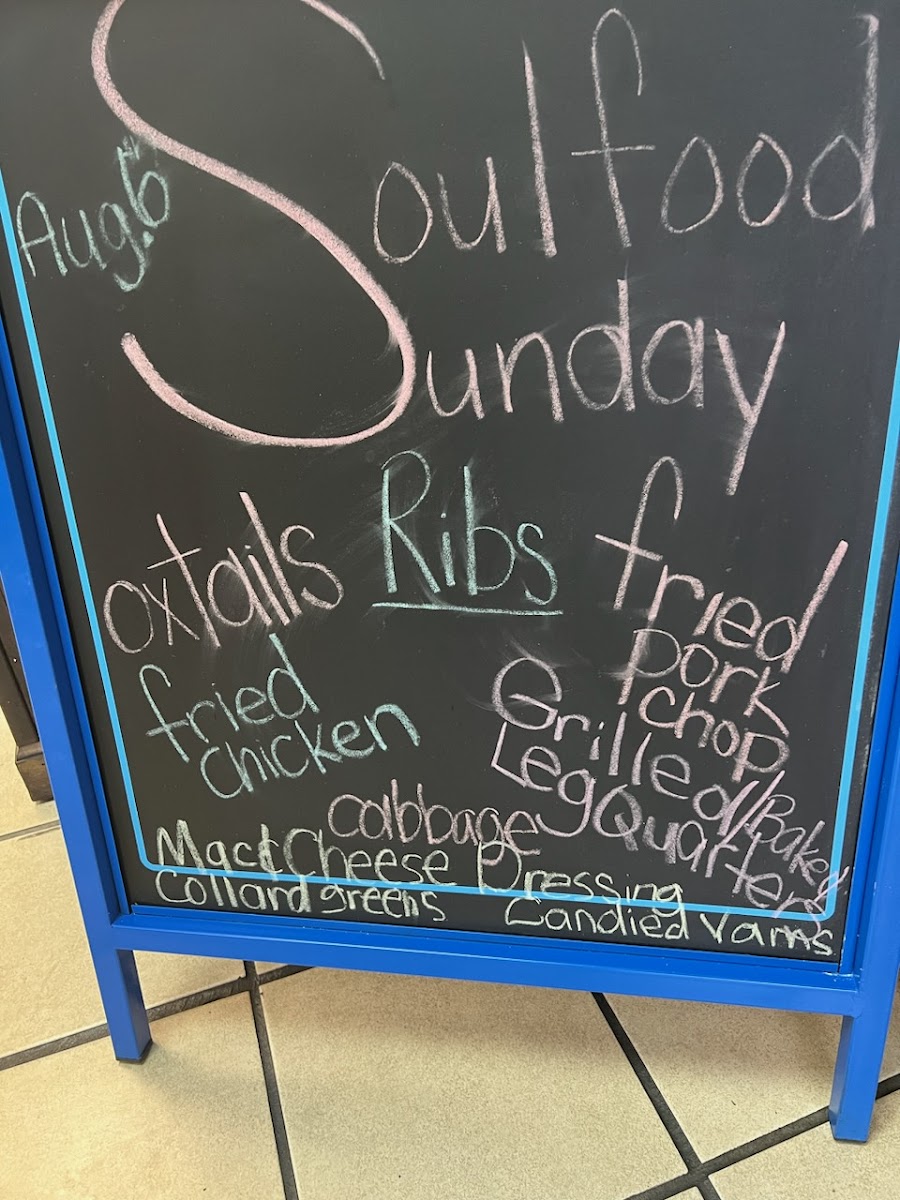 Aug. 6th
Soulfood
Sunday
oxtails
Ribs
fried
pork
chop
fried
chicken
Grilled//Baked
Leg Quarters
cabbage
Mac & Cheese
Dressing
Collard greens
Candied Yams